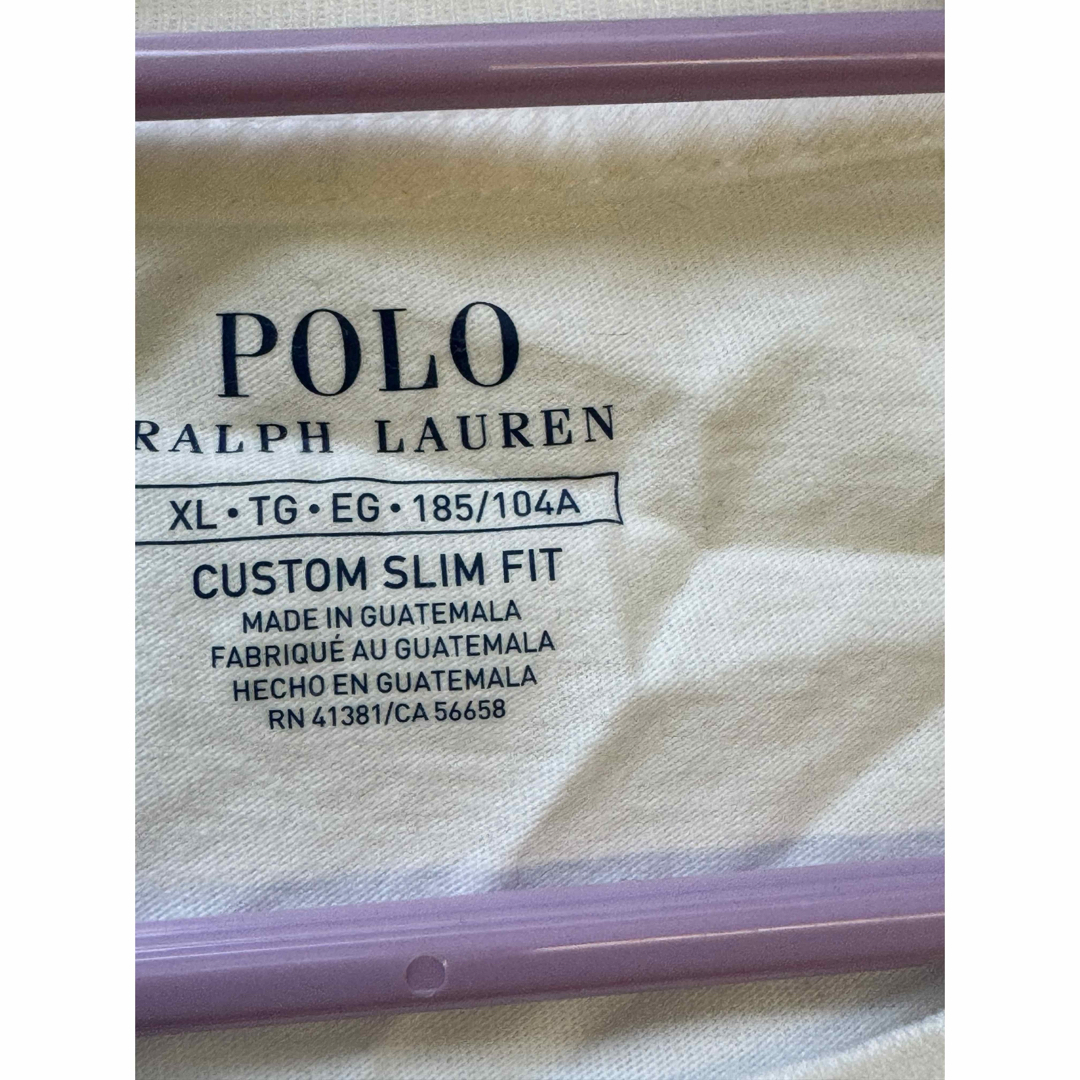 POLO
RALPH LAUREN
XL • TG • EG • 185/104A
CUSTOM SLIM FIT
MADE IN GUATEMALA
FABRIQUÉ AU GUATEMALA
HECHO EN GUATEMALA
RN 41381/CA 56658